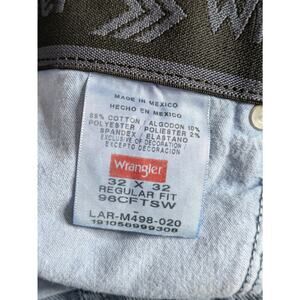 MADE IN MEXICO
HECHO EN MEXICO
88% COTTON / ALGODON 10%
POLYESTER / POLIESTER 2%
SPANDEX / ELASTANO
EXCLUSIVE OF DECORATION /
EXCEPTO DECORACION
Wrangler
32 X 32
REGULAR FIT
96CFTSW
LAR-M498-020
191056999308